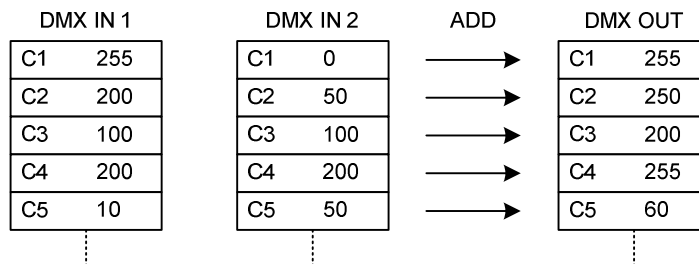 DMX IN 1 DMX IN 2 ADD DMX OUT
C1 255 C1 0 C1 255
C2 200 C2 50 C2 250
C3 100 C3 100 C3 200
C4 200 C4 200 C4 255
C5 10 C5 50 C5 60